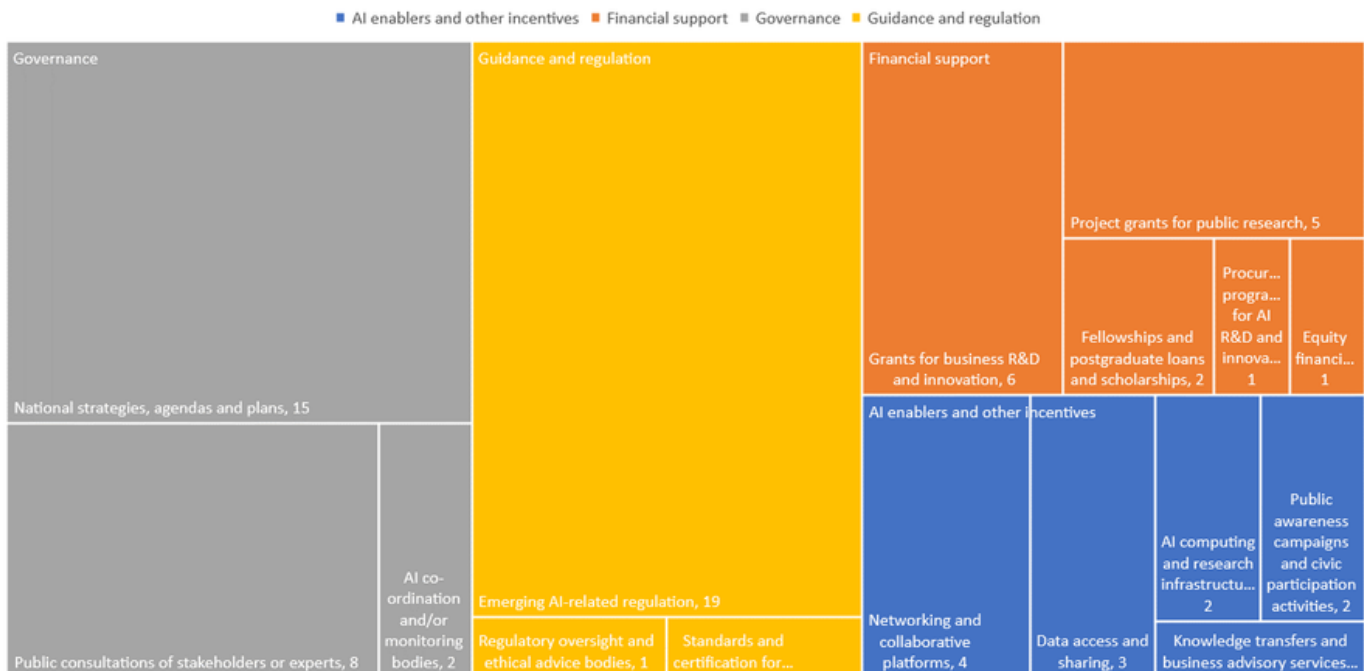 AI enablers and other incentives Financial support Governance Guidance and regulation
Governance
National strategies, agendas and plans, 15
Public consultations of stakeholders or experts, 8
AI co-
ordination
and/or
monitoring
bodies, 2
Guidance and regulation
Emerging AI-related regulation, 19
Regulatory oversight and
ethical advice bodies, 1
Standards and
certification for...
Financial support
Grants for business R&D
and innovation, 6
Project grants for public research, 5
Fellowships and
postgraduate loans
and scholarships, 2
Procur...
progra...
for AI
R&D and
innova...
1
Equity
financi...
1
AI enablers and other incentives
Networking and
collaborative
platforms, 4
Data access and
sharing, 3
AI computing
and research
infrastructu...
2
Public
awareness
campaigns
and civic
participation
activities, 2
Knowledge transfers and
business advisory services...